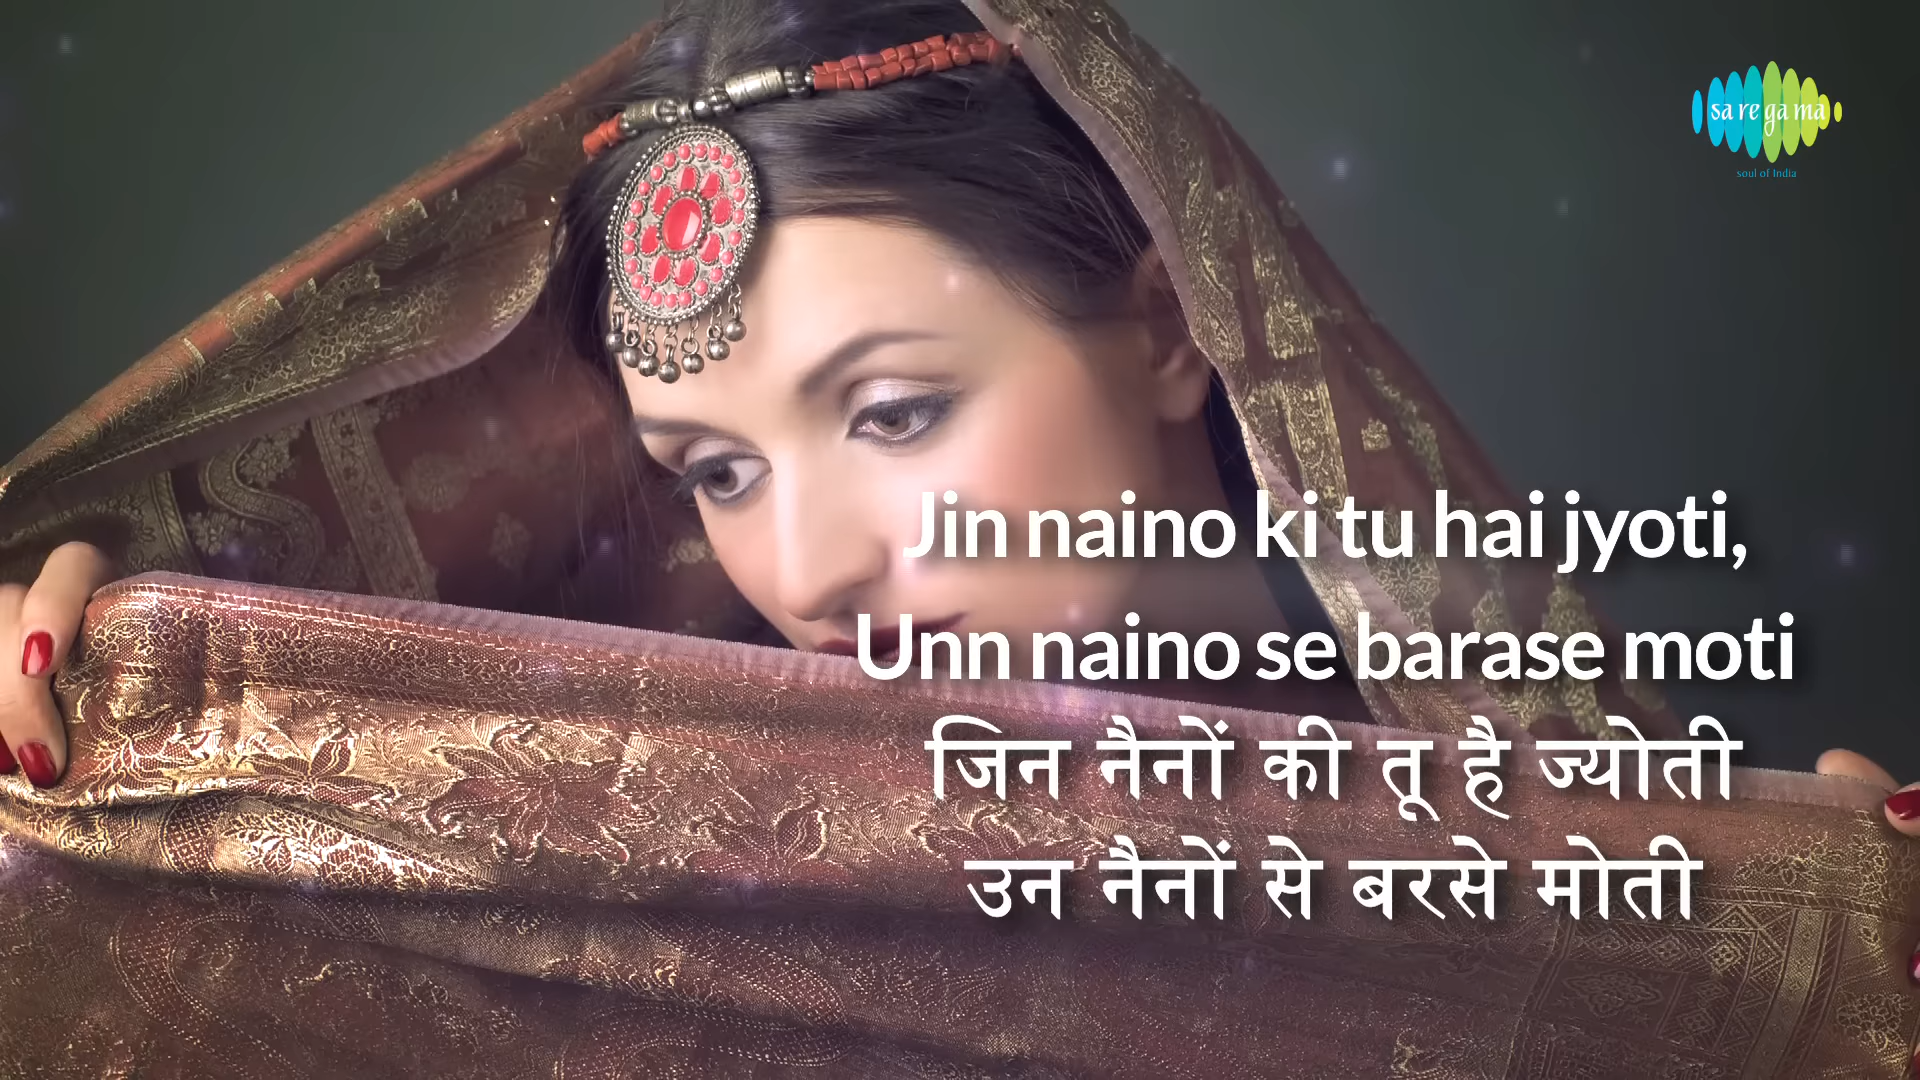 sa re ga ma
soul of India
Jin naino ki tu hai jyoti,
Unn naino se barase moti
जिन नैनों की तू है ज्योती
उन नैनों से बरसे मोती